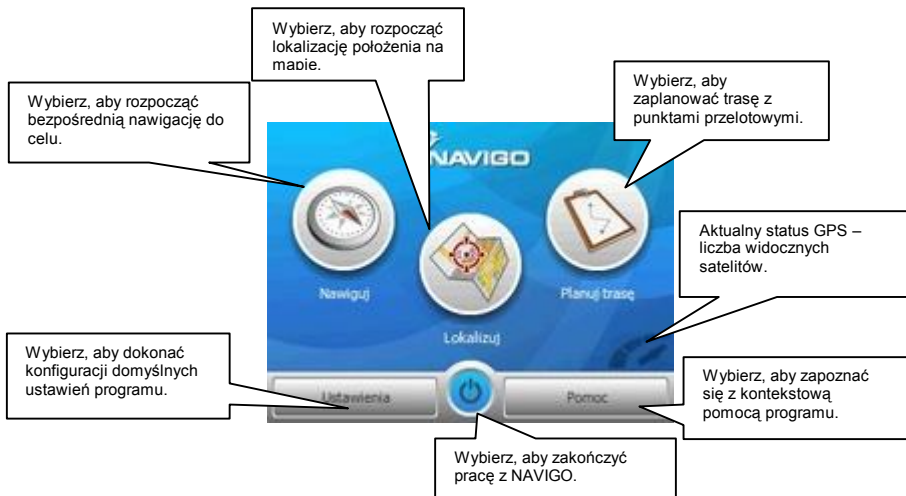 Wybierz, aby rozpocząć
lokalizację położenia na
mapie.
Wybierz, aby
zaplanować trasę z
punktami przelotowymi.
Wybierz, aby rozpocząć
bezpośrednią nawigację do
celu.
NAVIGO
Aktualny status GPS –
liczba widocznych
satelitów.
Nawiguj
Planuj trasę
Lokalizuj
Wybierz, aby dokonać
konfiguracji domyślnych
ustawień programu.
Wybierz, aby zapoznać
się z kontekstową
pomocą programu.
Ustawienia
Pomoc
Wybierz, aby zakończyć
pracę z NAVIGO.